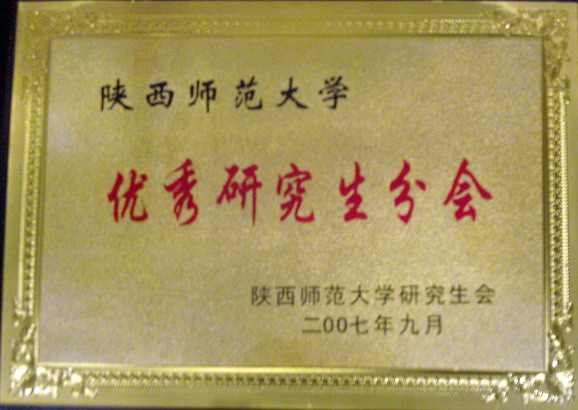 陕西师范大学
优秀研究生分会
陕西师范大学研究生会
二00七年九月